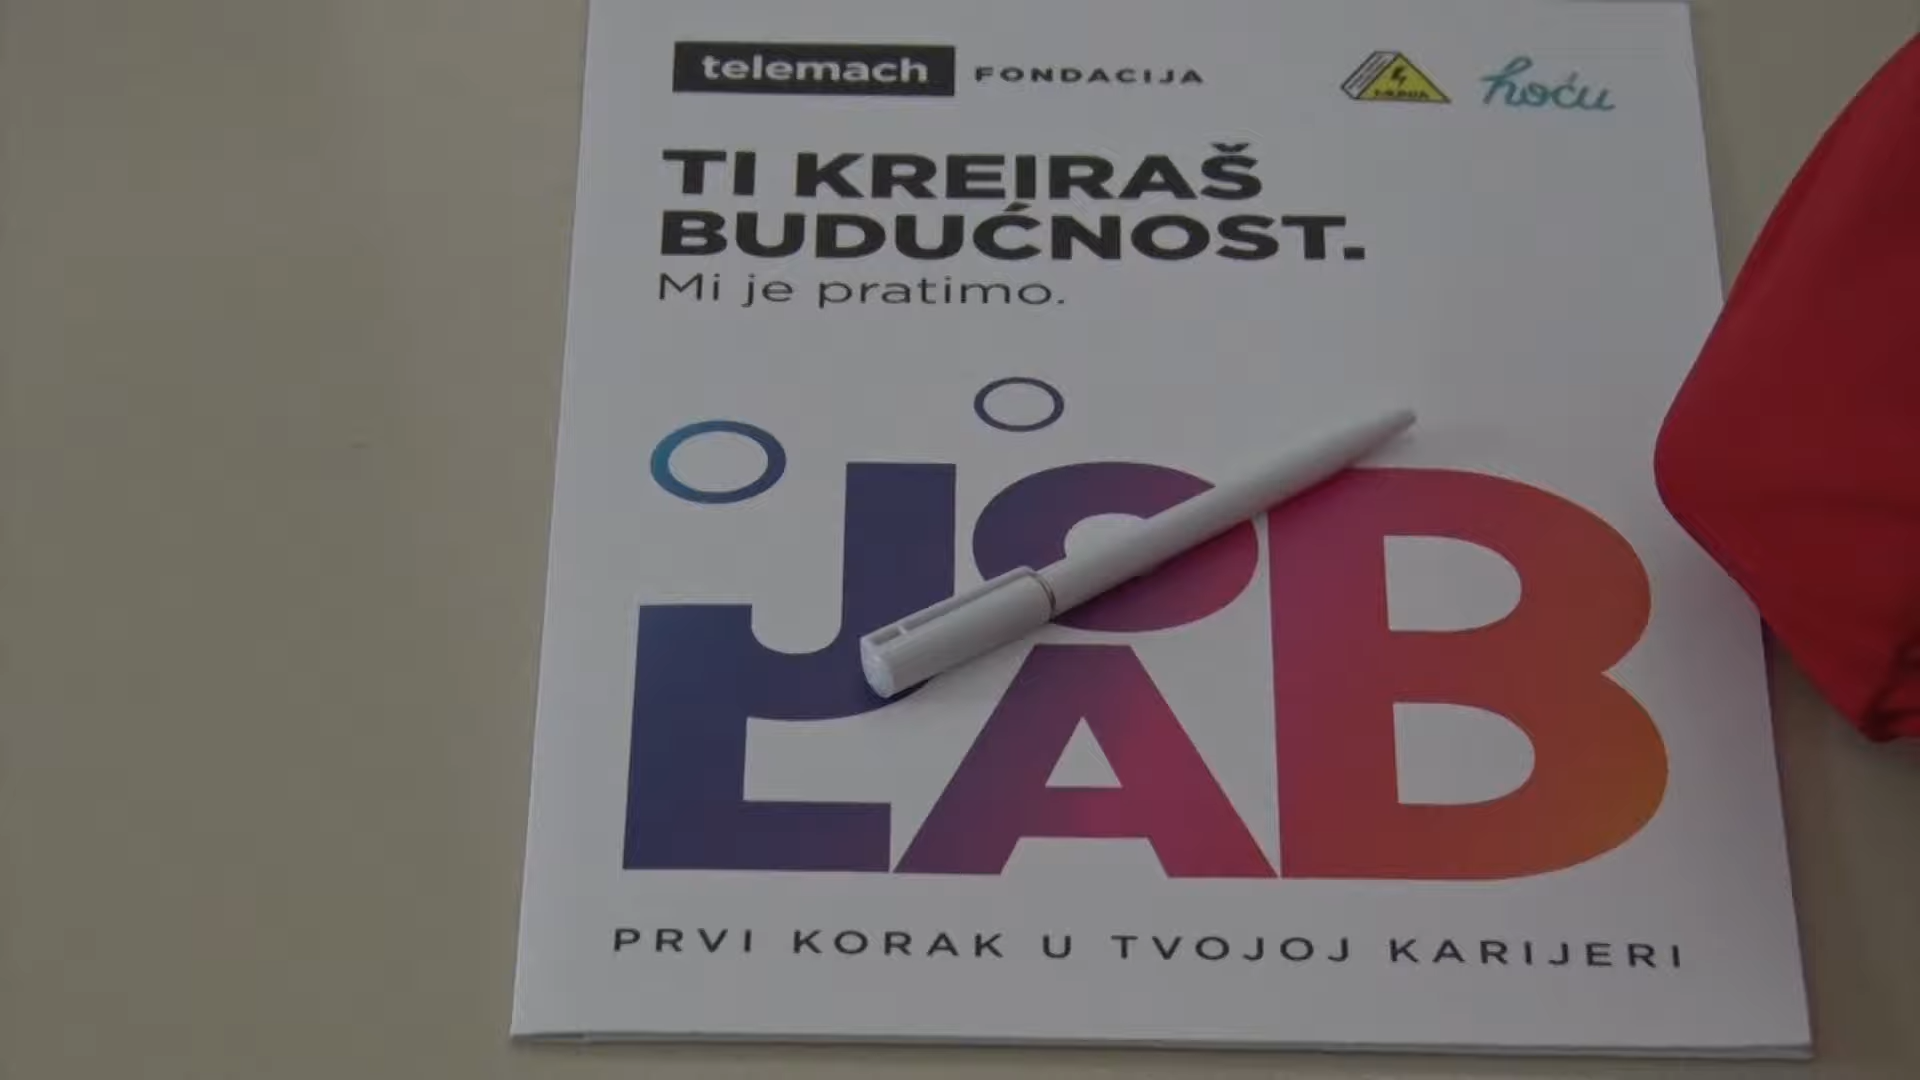 telemach FONDACIJA
hoću
TI KREIRAŠ
BUDUĆNOST.
Mi je pratimo.
JOB
LAB
PRVI KORAK U TVOJOJ KARIJERI